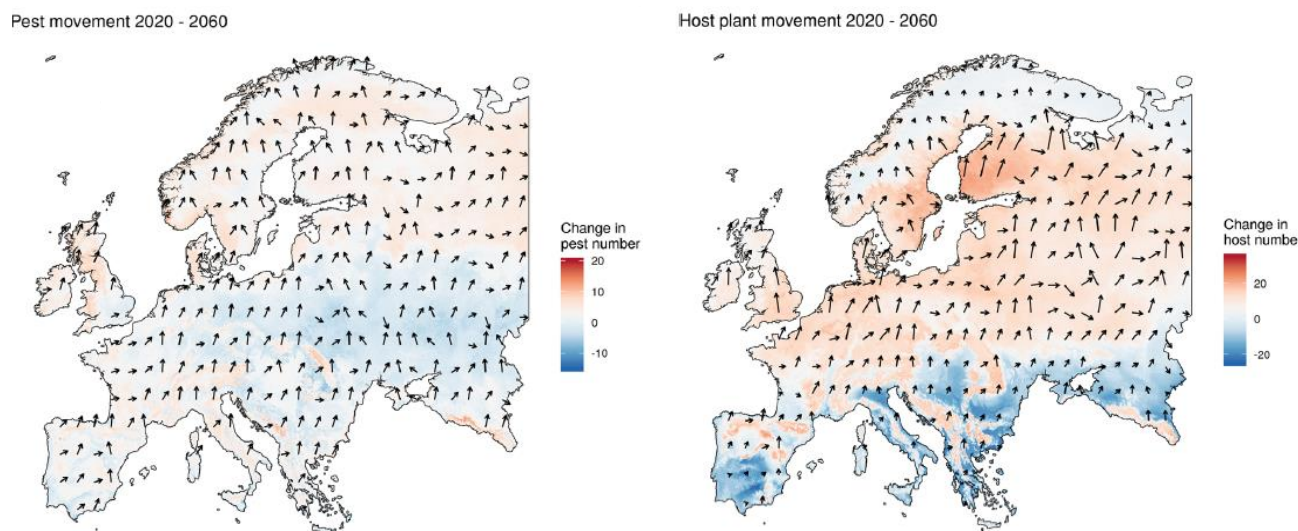 Pest movement 2020 - 2060
Change in
pest number
20
10
0
-10
Host plant movement 2020 - 2060
Change in
host numbe
20
0
-20